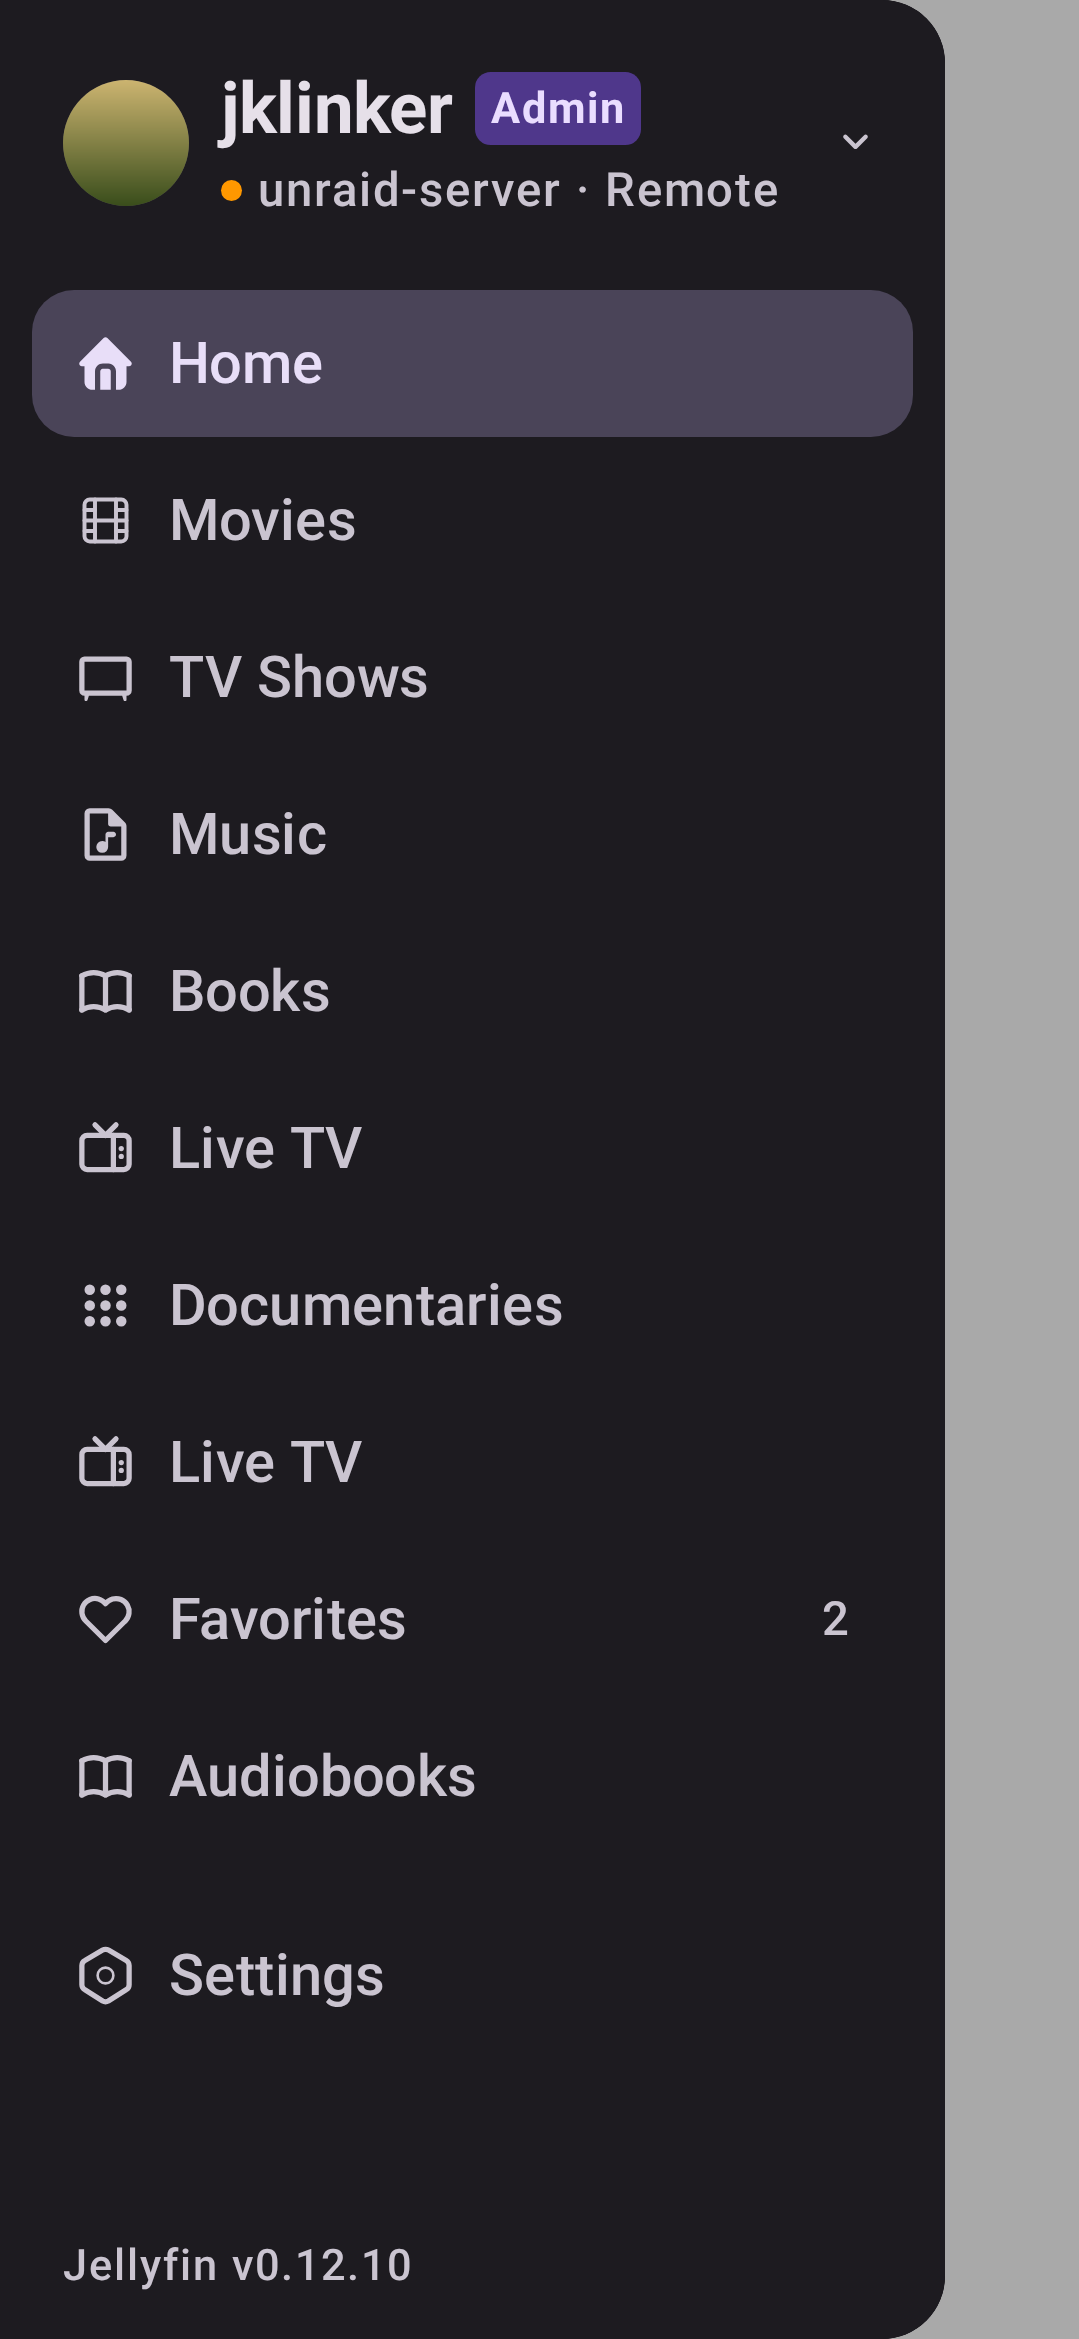 jklinker Admin
unraid-server · Remote
Home
Movies
TV Shows
Music
Books
Live TV
Documentaries
Live TV
Favorites 2
Audiobooks
Settings
Jellyfin v0.12.10